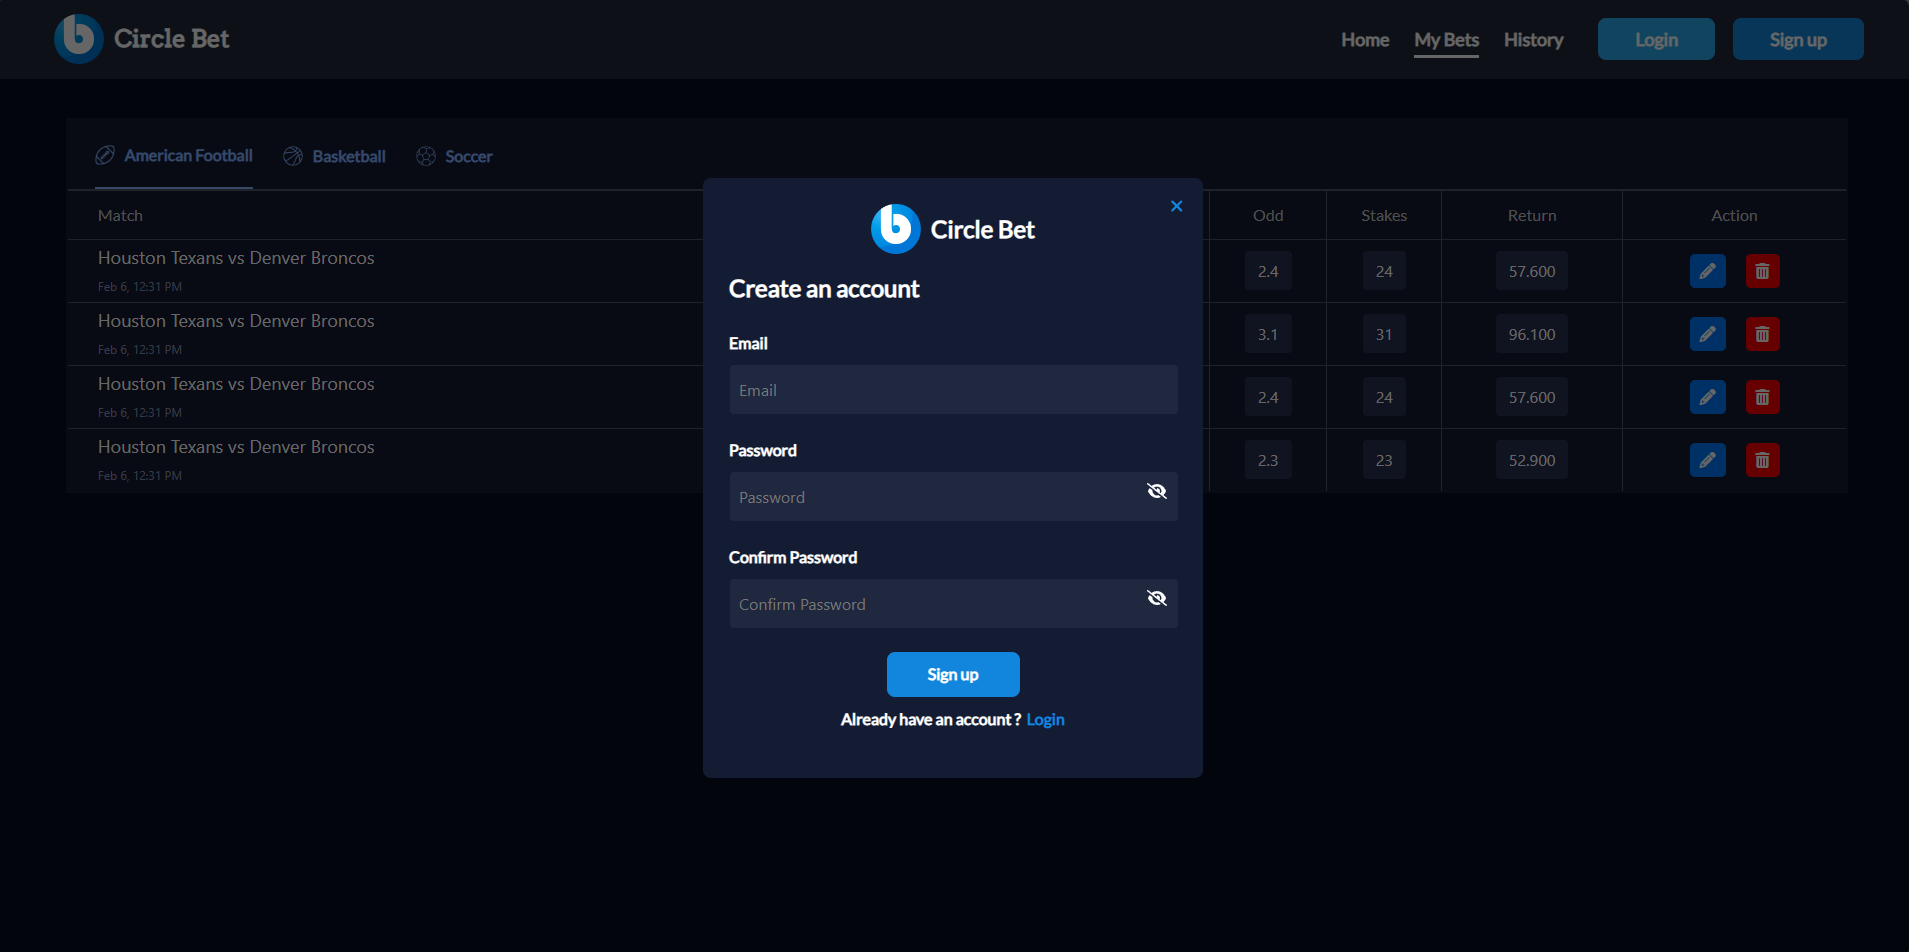 Circle Bet
Home My Bets History Login Sign up
American Football Basketball Soccer
Match Odd Stakes Return Action
Houston Texans vs Denver Broncos 2.4 24 57.600
Feb 6, 12:31 PM
Houston Texans vs Denver Broncos 3.1 31 96.100
Feb 6, 12:31 PM
Houston Texans vs Denver Broncos 2.4 24 57.600
Feb 6, 12:31 PM
Houston Texans vs Denver Broncos 2.3 23 52.900
Feb 6, 12:31 PM
Circle Bet
Create an account
Email
Email
Password
Password
Confirm Password
Confirm Password
Sign up
Already have an account ? Login